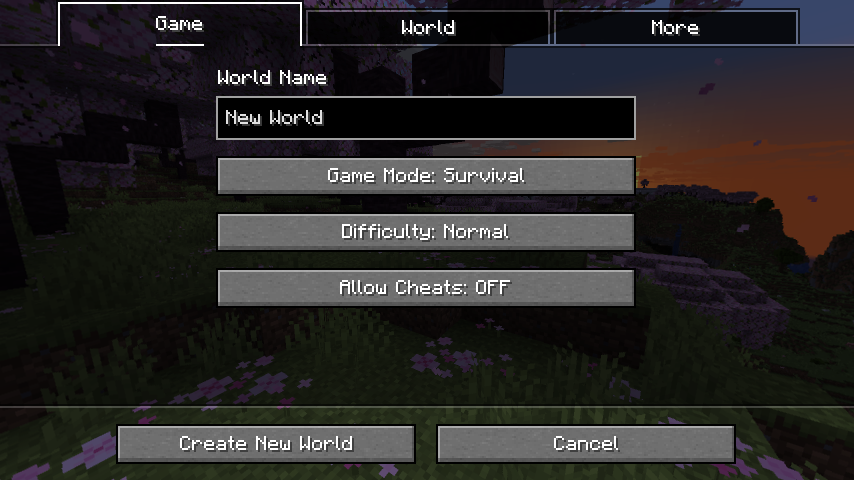 Game
World
More
World Name
New World
Game Mode: Survival
Difficulty: Normal
Allow Cheats: OFF
Create New World
Cancel